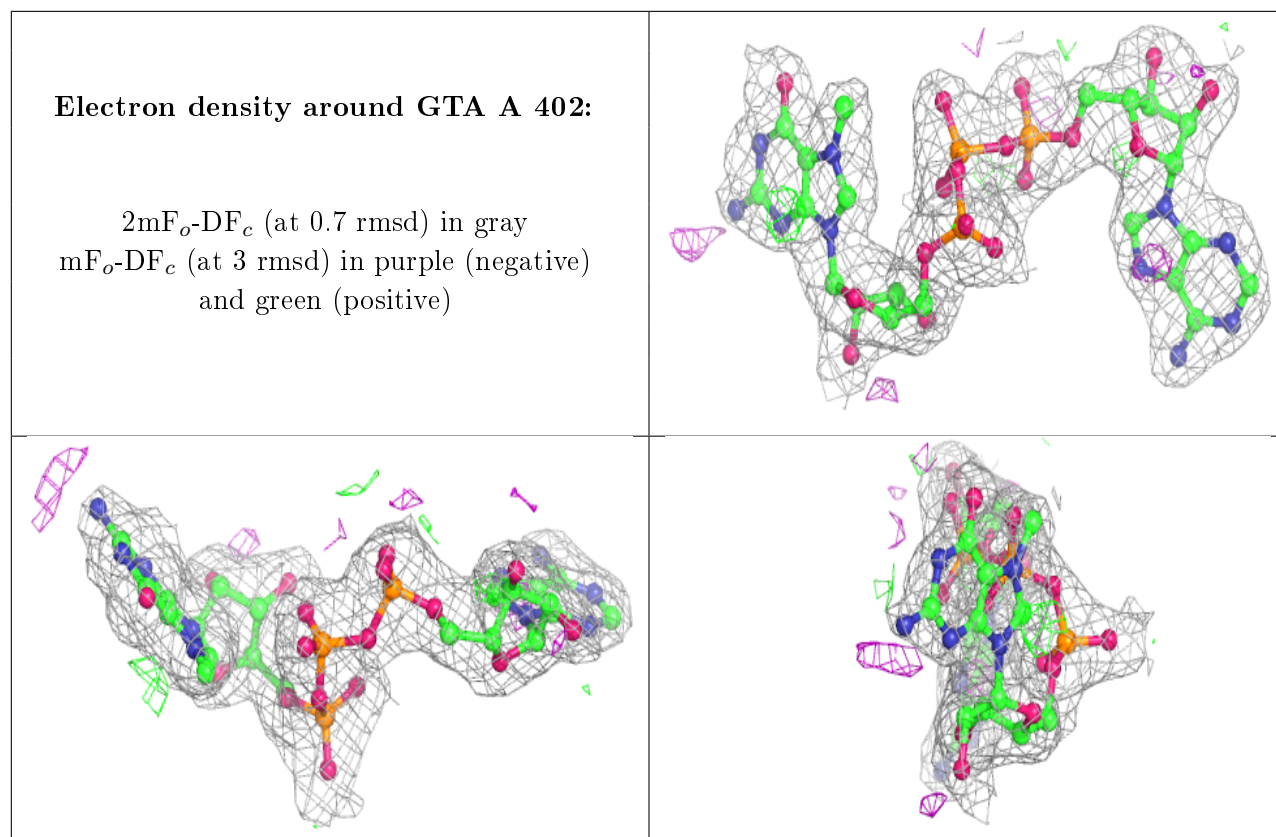 Electron density around GTA A 402:
2mFₒ-DF𝒸 (at 0.7 rmsd) in gray
mFₒ-DF𝒸 (at 3 rmsd) in purple (negative)
and green (positive)